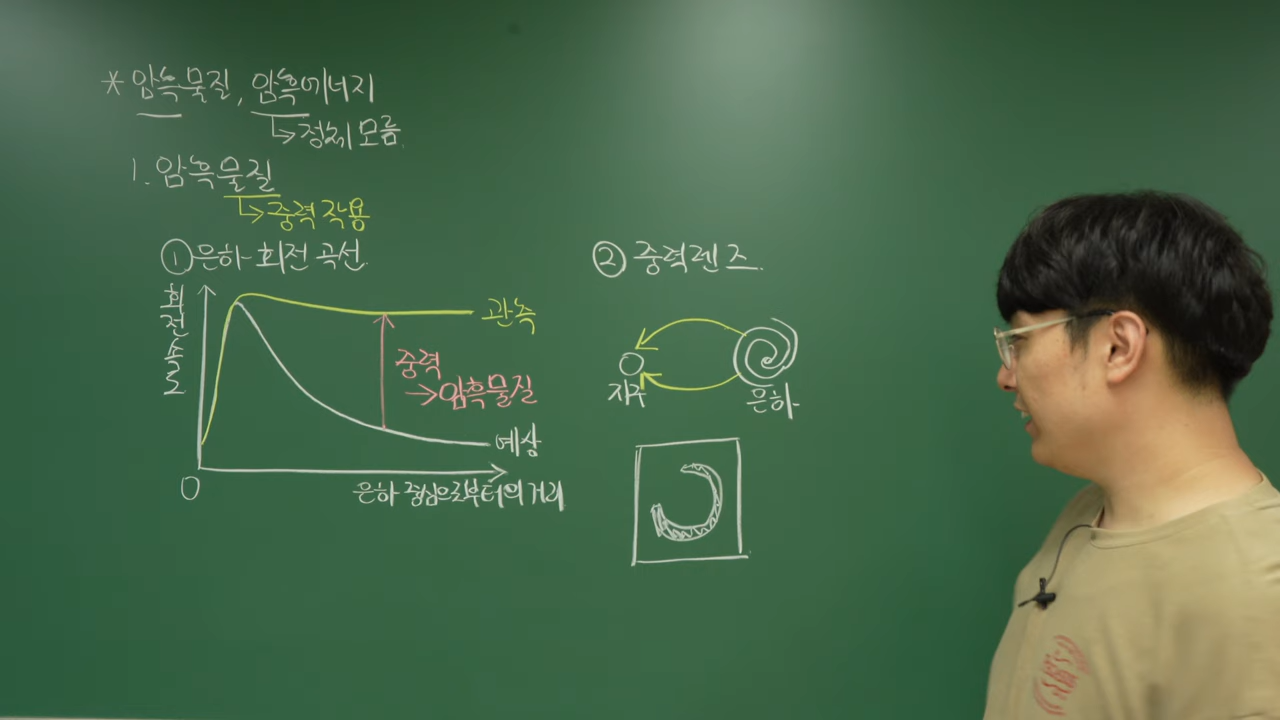 * 암흑물질, 암흑에너지
↳ 정체 모름.
1. 암흑물질
↳ 중력 작용
① 은하 회전 곡선.
회전속도
관측
중력
→ 암흑물질
예상
0
은하 중심으로부터의 거리
② 중력렌즈.
지구
은하